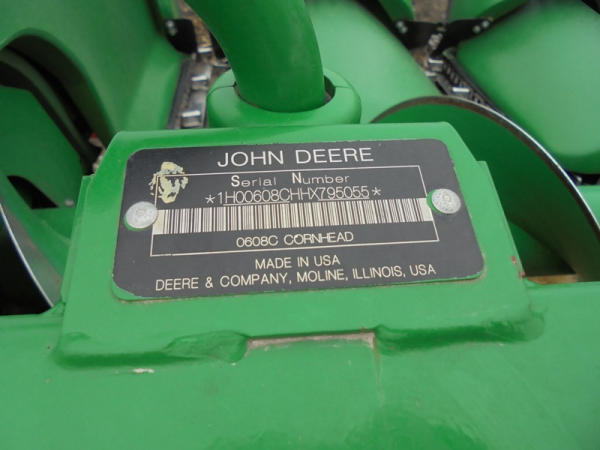 JOHN DEERE
Serial Number
*1H00608CHHX795055*
0608C CORNHEAD
MADE IN USA
DEERE & COMPANY, MOLINE, ILLINOIS, USA